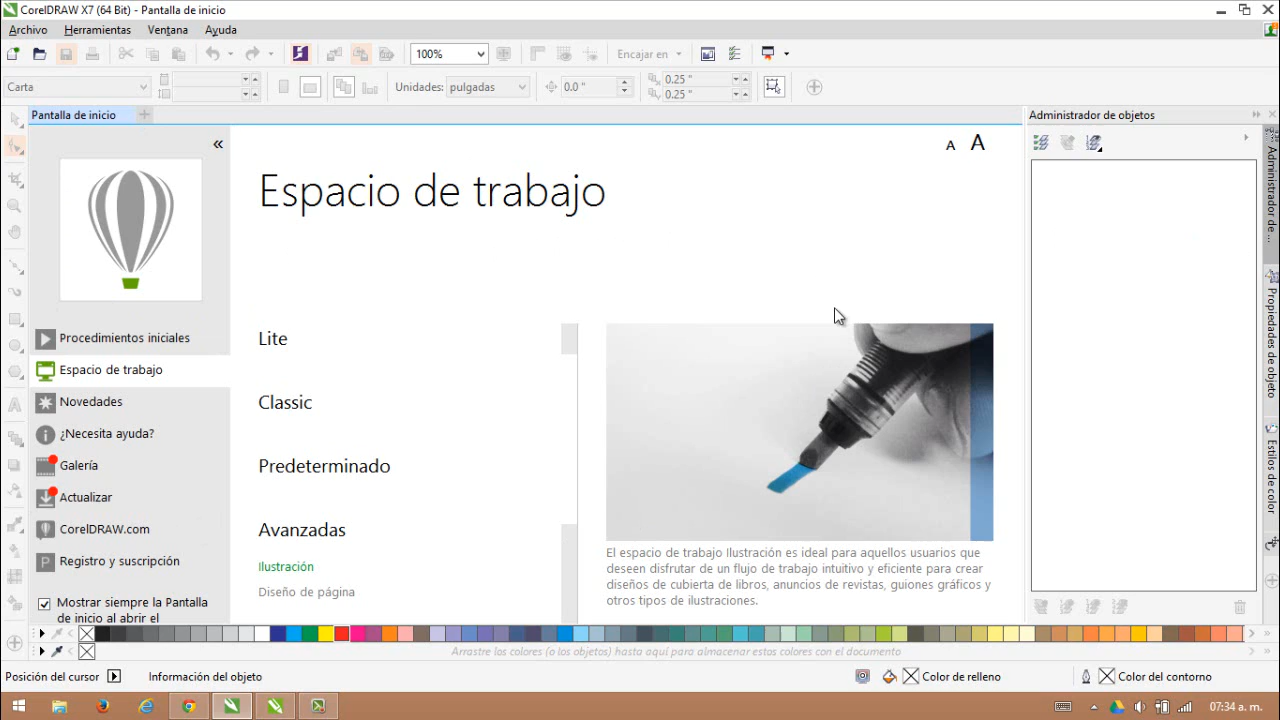 CorelDRAW X7 (64 Bit) - Pantalla de inicio
Archivo Herramientas Ventana Ayuda
100% Encajar en
Carta Unidades: pulgadas 0.0 " 0.25 "
0.25 "
Pantalla de inicio Administrador de objetos
« A A
Espacio de trabajo
Procedimientos iniciales
Espacio de trabajo
Novedades
¿Necesita ayuda?
Galería
Actualizar
CorelDRAW.com
Registro y suscripción
Mostrar siempre la Pantalla
de inicio al abrir el
Lite
Classic
Predeterminado
Avanzadas
Ilustración
Diseño de página
El espacio de trabajo Ilustración es ideal para aquellos usuarios que
deseen disfrutar de un flujo de trabajo intuitivo y eficiente para crear
diseños de cubierta de libros, anuncios de revistas, guiones gráficos y
otros tipos de ilustraciones.
Administrador de ...
Propiedades de objeto
Estilos de color
Arrastre los colores (o los objetos) hasta aquí para almacenar estos colores con el documento
Posición del cursor Información del objeto Color de relleno Color del contorno
07:34 a. m.